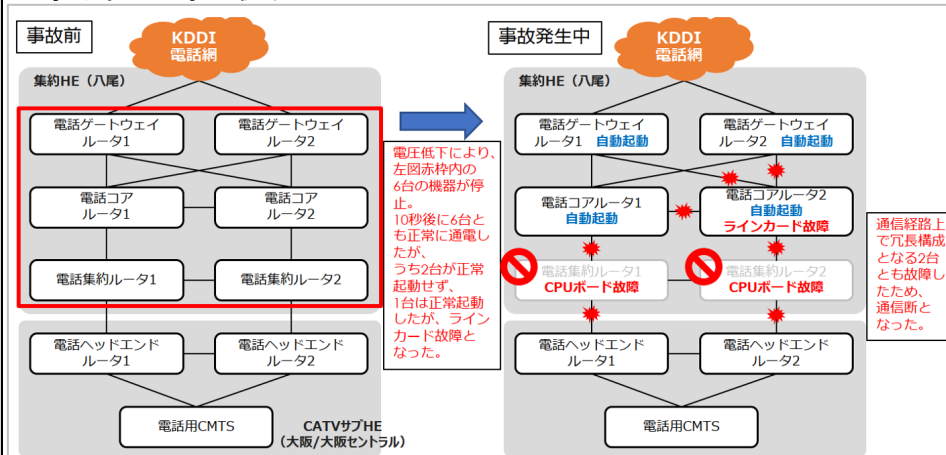 事故前
KDDI
電話網
集約HE（八尾）
電話ゲートウェイ
ルータ1
電話ゲートウェイ
ルータ2
電話コア
ルータ1
電話コア
ルータ2
電話集約ルータ1
電話集約ルータ2
電話ヘッドエンド
ルータ1
電話ヘッドエンド
ルータ2
電話用CMTS
CATVサブHE
（大阪/大阪セントラル）
電圧低下により、
左図赤枠内の
6台の機器が停
止。
10秒後に6台と
も正常に通電し
たが、
うち2台が正常
起動せず、
1台は正常起動
したが、ライン
カード故障と
なった。
事故発生中
KDDI
電話網
集約HE（八尾）
電話ゲートウェイ
ルータ1 自動起動
電話ゲートウェイ
ルータ2 自動起動
電話コアルータ1
自動起動
電話コアルータ2
自動起動
ラインカード故障
電話集約ルータ1
CPUボード故障
電話集約ルータ2
CPUボード故障
電話ヘッドエンド
ルータ1
電話ヘッドエンド
ルータ2
電話用CMTS
通信経路上
で冗長構成
となる2台
とも故障し
たため、
通信断と
なった。